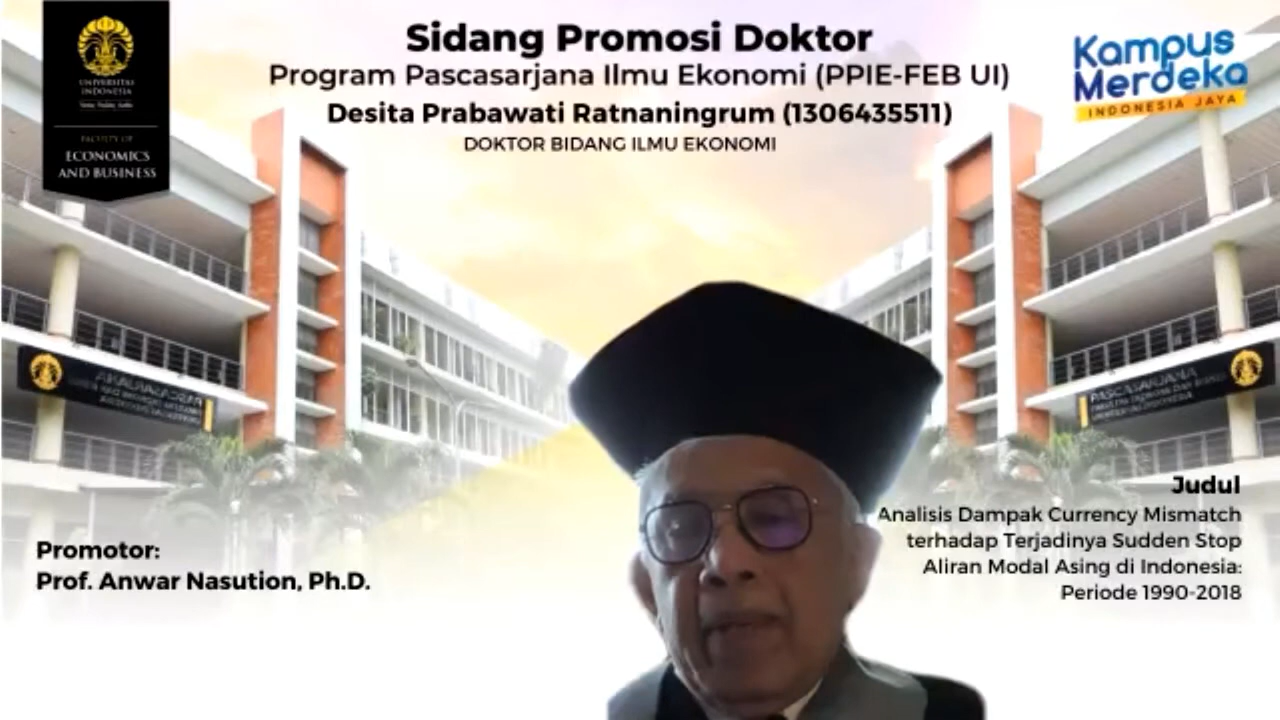 UNIVERSITAS
INDONESIA
FACULTY OF
ECONOMICS
AND BUSINESS
Sidang Promosi Doktor
Program Pascasarjana Ilmu Ekonomi (PPIE-FEB UI)
Desita Prabawati Ratnaningrum (1306435511)
DOKTOR BIDANG ILMU EKONOMI
Kampus
Merdeka
INDONESIA JAYA
PASCASARJANA
Promotor:
Prof. Anwar Nasution, Ph.D.
Judul
Analisis Dampak Currency Mismatch
terhadap Terjadinya Sudden Stop
Aliran Modal Asing di Indonesia:
Periode 1990-2018